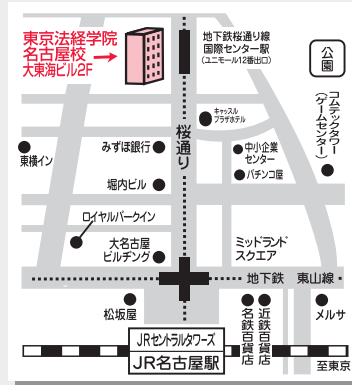 東京法経学院
名古屋校→
大東海ビル2F
地下鉄桜通り線
国際センター駅
(ユニモール12番出口)
公園
キャッスル
プラザホテル
コムテックタワー
(ゲームセンター)
桜通り
東横イン
みずほ銀行
中小企業
センター
パチンコ屋
堀内ビル
ロイヤルパークイン
大名古屋
ビルヂング
ミッドランド
スクエア
地下鉄 東山線
松坂屋
名鉄百貨店
近鉄百貨店
メルサ
JRセントラルタワーズ
JR名古屋駅
至東京